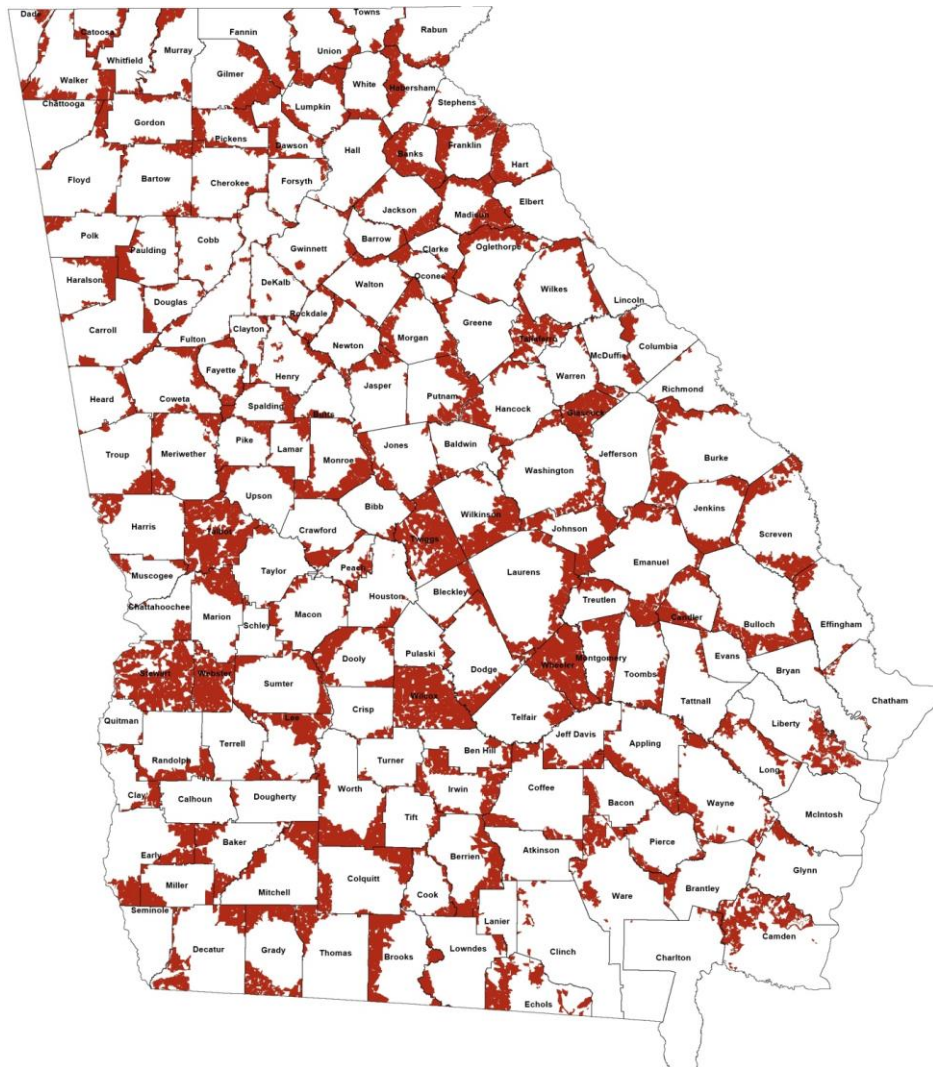 Dade
Catoosa
Whitfield
Murray
Fannin
Union
Towns
Rabun
Walker
Gilmer
White
Habersham
Chattooga
Lumpkin
Stephens
Gordon
Pickens
Dawson
Hall
Banks
Franklin
Hart
Floyd
Bartow
Cherokee
Forsyth
Jackson
Madison
Elbert
Polk
Paulding
Cobb
Gwinnett
Barrow
Clarke
Oglethorpe
Haralson
DeKalb
Oconee
Wilkes
Lincoln
Douglas
Rockdale
Walton
Carroll
Fulton
Clayton
Newton
Morgan
Greene
Taliaferro
McDuffie
Columbia
Fayette
Henry
Warren
Richmond
Heard
Coweta
Spalding
Butts
Jasper
Putnam
Hancock
Glascock
Troup
Meriwether
Pike
Lamar
Monroe
Jones
Baldwin
Washington
Jefferson
Burke
Upson
Bibb
Wilkinson
Jenkins
Harris
Talbot
Crawford
Twiggs
Johnson
Screven
Muscogee
Taylor
Peach
Laurens
Emanuel
Chattahoochee
Marion
Schley
Macon
Houston
Bleckley
Treutlen
Candler
Bulloch
Effingham
Stewart
Webster
Sumter
Dooly
Pulaski
Dodge
Wheeler
Montgomery
Toombs
Evans
Bryan
Quitman
Lee
Crisp
Wilcox
Telfair
Tattnall
Chatham
Randolph
Terrell
Turner
Ben Hill
Jeff Davis
Appling
Liberty
Clay
Calhoun
Dougherty
Worth
Irwin
Coffee
Bacon
Long
Wayne
McIntosh
Early
Baker
Tift
Berrien
Atkinson
Pierce
Miller
Mitchell
Colquitt
Cook
Ware
Brantley
Glynn
Seminole
Decatur
Grady
Thomas
Brooks
Lowndes
Lanier
Clinch
Charlton
Camden
Echols